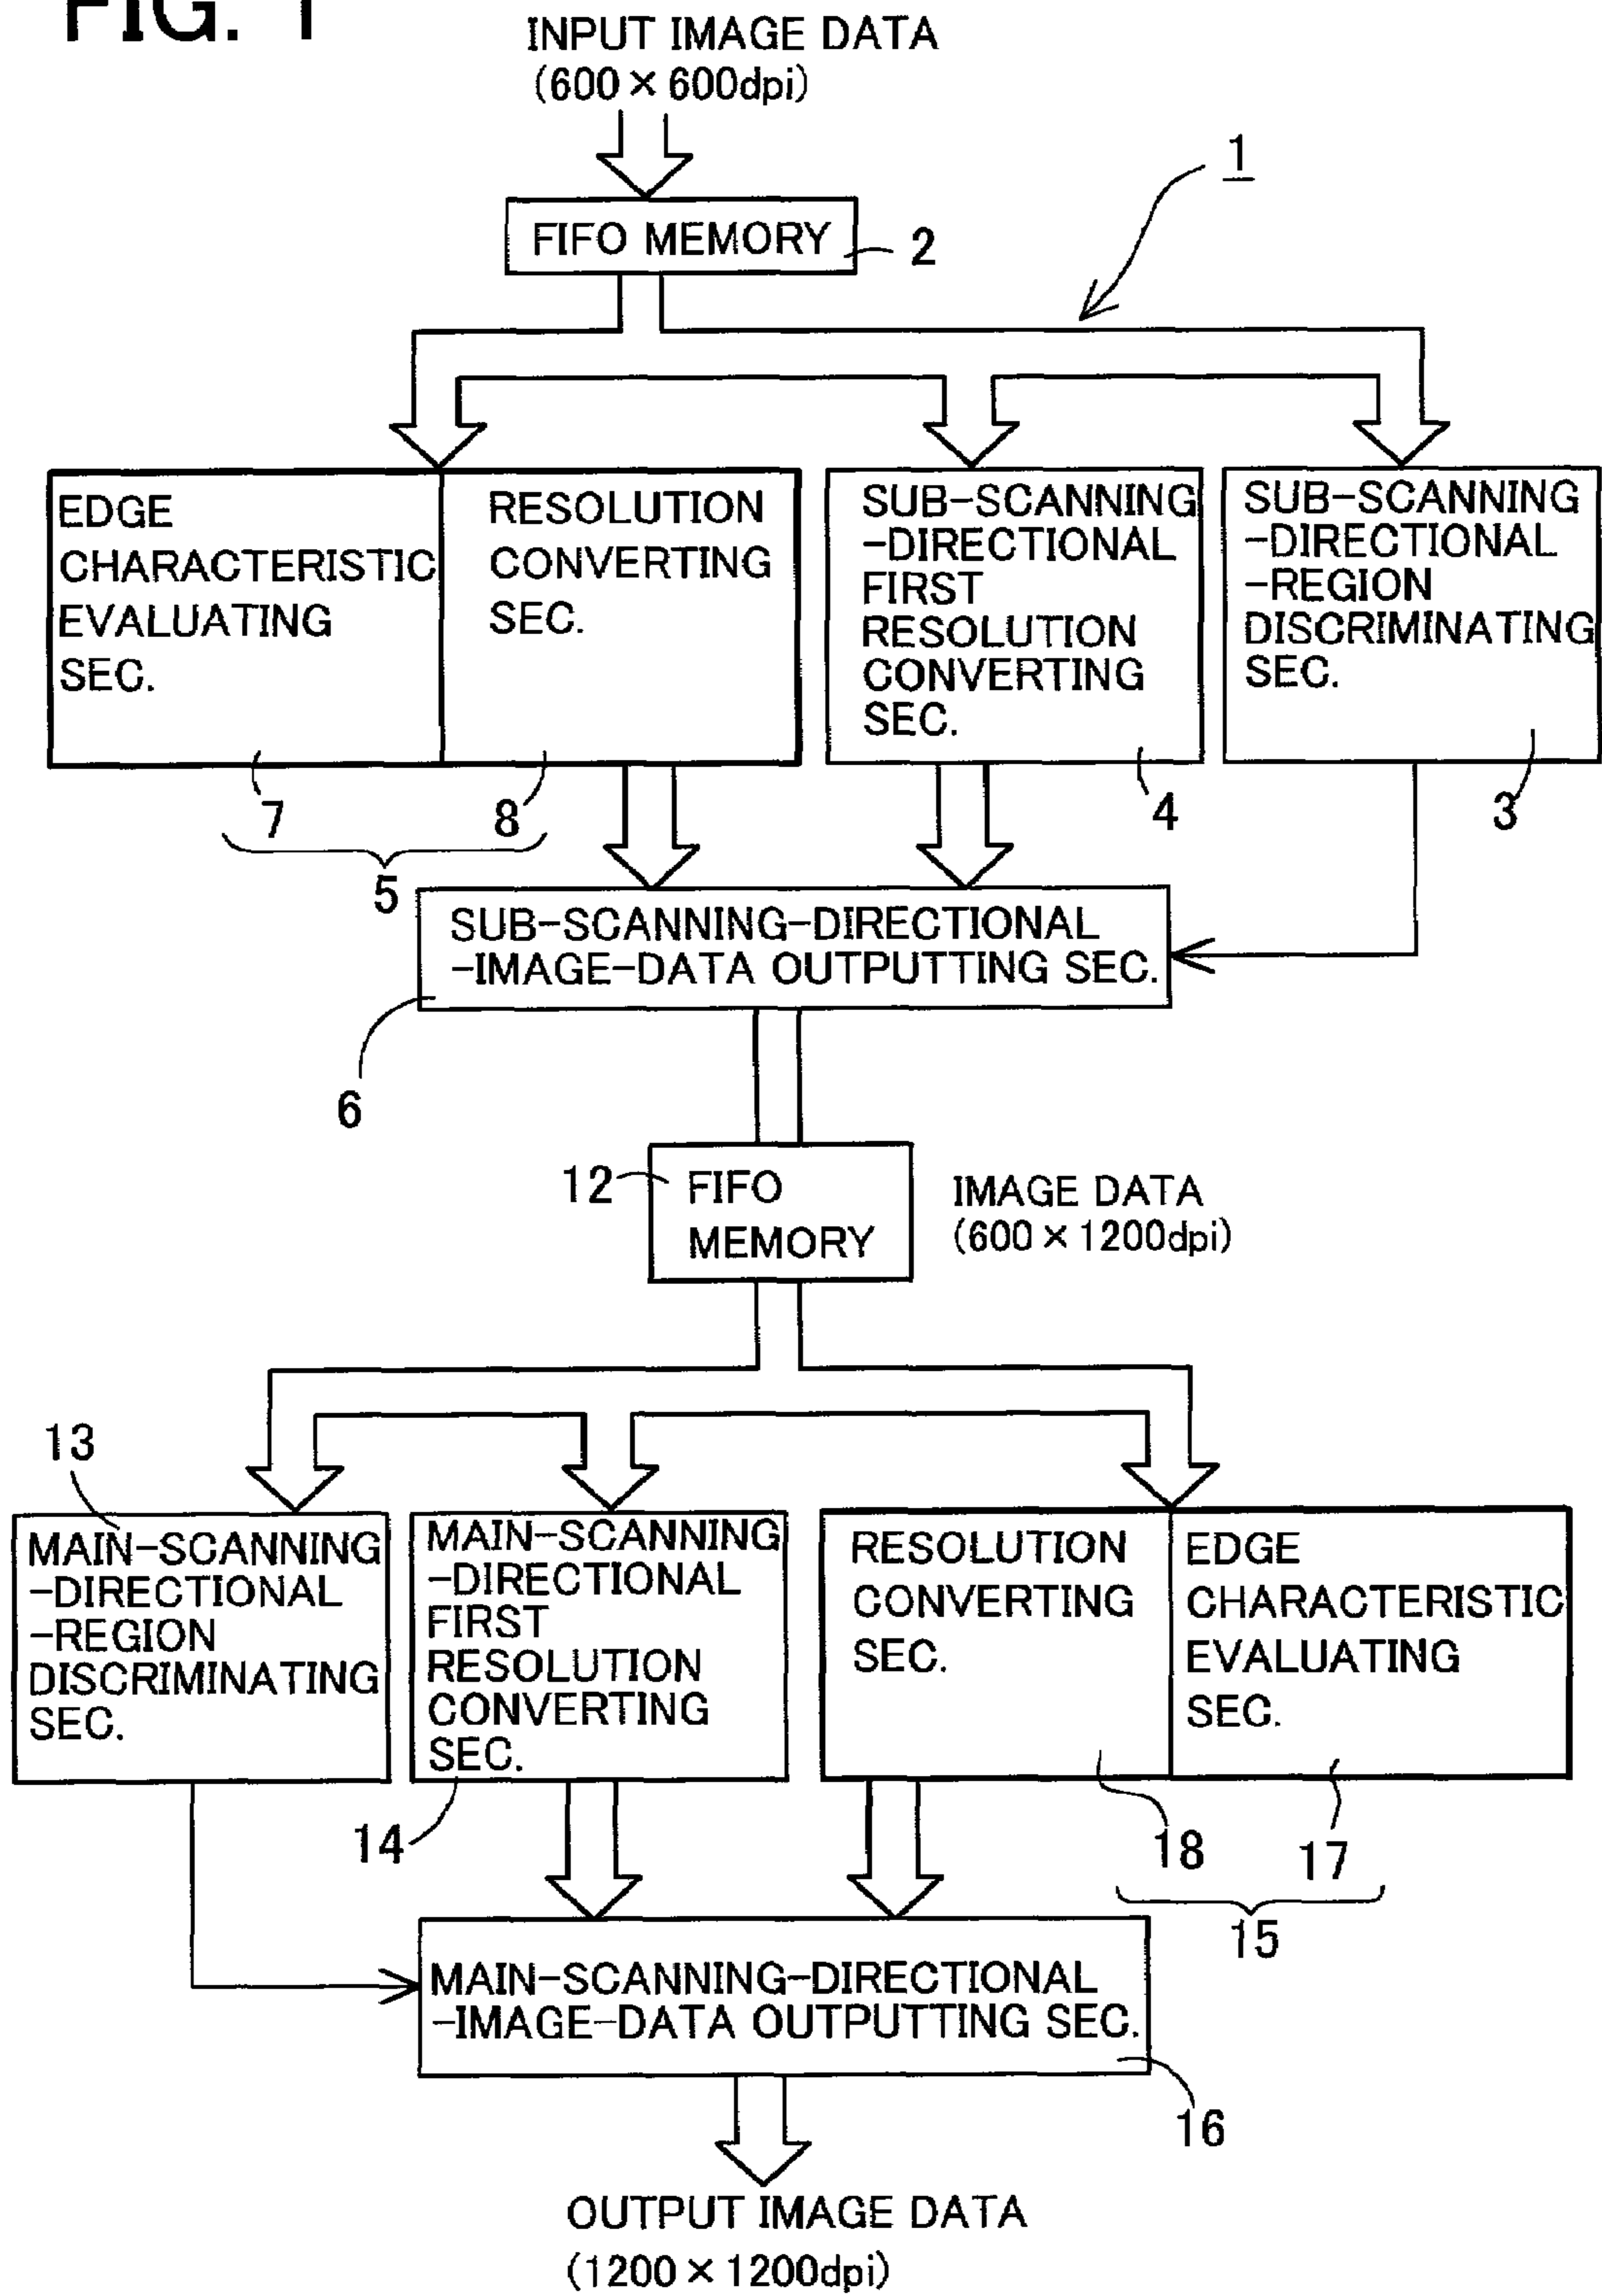 FIG. 1
INPUT IMAGE DATA
(600×600dpi)
1
FIFO MEMORY
2
EDGE
CHARACTERISTIC
EVALUATING
SEC.
7
RESOLUTION
CONVERTING
SEC.
8
5
SUB-SCANNING
-DIRECTIONAL
FIRST
RESOLUTION
CONVERTING
SEC.
4
SUB-SCANNING
-DIRECTIONAL
-REGION
DISCRIMINATING
SEC.
3
SUB-SCANNING-DIRECTIONAL
-IMAGE-DATA OUTPUTTING SEC.
6
12
FIFO
MEMORY
IMAGE DATA
(600×1200dpi)
13
MAIN-SCANNING
-DIRECTIONAL
-REGION
DISCRIMINATING
SEC.
MAIN-SCANNING
-DIRECTIONAL
FIRST
RESOLUTION
CONVERTING
SEC.
14
RESOLUTION
CONVERTING
SEC.
18
EDGE
CHARACTERISTIC
EVALUATING
SEC.
17
15
MAIN-SCANNING-DIRECTIONAL
-IMAGE-DATA OUTPUTTING SEC.
16
OUTPUT IMAGE DATA
(1200×1200dpi)